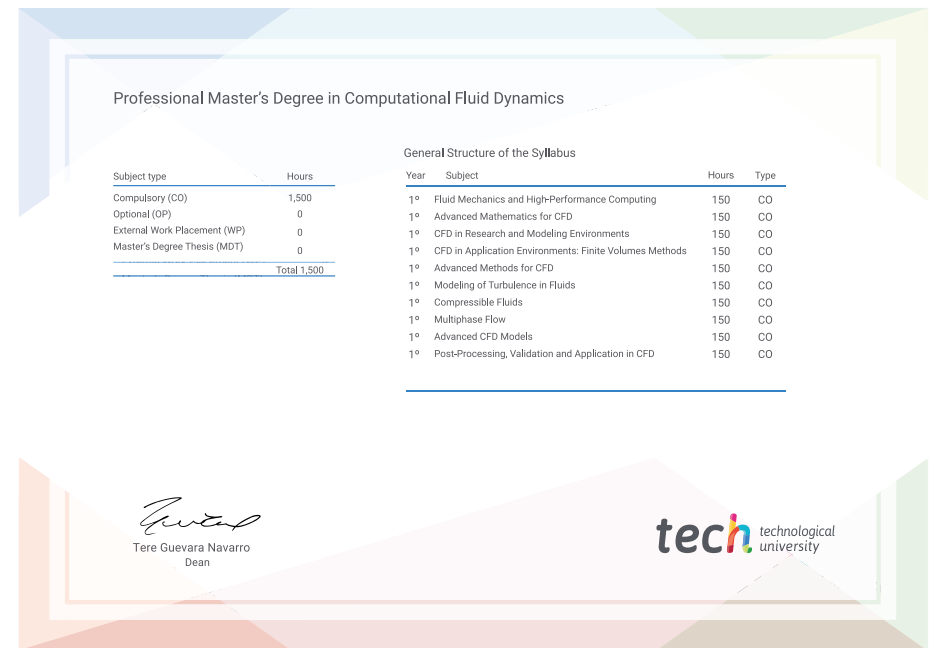 Professional Master's Degree in Computational Fluid Dynamics
General Structure of the Syllabus
Subject type Hours
Compulsory (CO) 1,500
Optional (OP) 0
External Work Placement (WP) 0
Master's Degree Thesis (MDT) 0
Total 1,500
Year Subject Hours Type
1º Fluid Mechanics and High-Performance Computing 150 CO
1º Advanced Mathematics for CFD 150 CO
1º CFD in Research and Modeling Environments 150 CO
1º CFD in Application Environments: Finite Volumes Methods 150 CO
1º Advanced Methods for CFD 150 CO
1º Modeling of Turbulence in Fluids 150 CO
1º Compressible Fluids 150 CO
1º Multiphase Flow 150 CO
1º Advanced CFD Models 150 CO
1º Post-Processing, Validation and Application in CFD 150 CO
Tere Guevara Navarro
Dean
tech technological
university